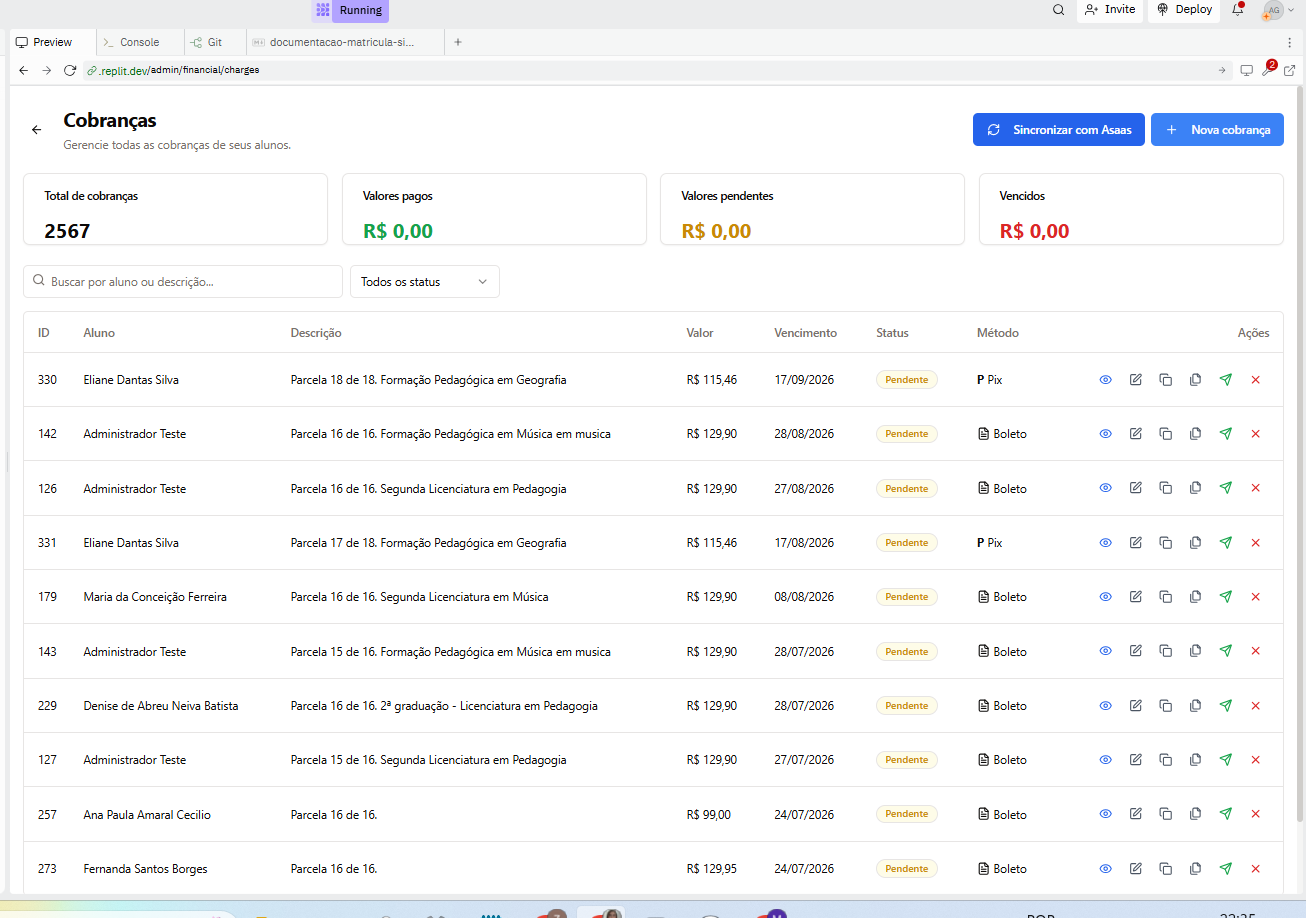 Running
Invite
Deploy
AG
Preview
Console
Git
documentacao-matricula-si...
.replit.dev/admin/financial/charges
2
Cobranças
Gerencie todas as cobranças de seus alunos.
Sincronizar com Asaas
Nova cobrança
Total de cobranças
2567
Valores pagos
R$ 0,00
Valores pendentes
R$ 0,00
Vencidos
R$ 0,00
Buscar por aluno ou descrição...
Todos os status
ID Aluno Descrição Valor Vencimento Status Método Ações
330 Eliane Dantas Silva Parcela 18 de 18. Formação Pedagógica em Geografia R$ 115,46 17/09/2026 Pendente P Pix
142 Administrador Teste Parcela 16 de 16. Formação Pedagógica em Música em musica R$ 129,90 28/08/2026 Pendente Boleto
126 Administrador Teste Parcela 16 de 16. Segunda Licenciatura em Pedagogia R$ 129,90 27/08/2026 Pendente Boleto
331 Eliane Dantas Silva Parcela 17 de 18. Formação Pedagógica em Geografia R$ 115,46 17/08/2026 Pendente P Pix
179 Maria da Conceição Ferreira Parcela 16 de 16. Segunda Licenciatura em Música R$ 129,90 08/08/2026 Pendente Boleto
143 Administrador Teste Parcela 15 de 16. Formação Pedagógica em Música em musica R$ 129,90 28/07/2026 Pendente Boleto
229 Denise de Abreu Neiva Batista Parcela 16 de 16. 2ª graduação - Licenciatura em Pedagogia R$ 129,90 28/07/2026 Pendente Boleto
127 Administrador Teste Parcela 15 de 16. Segunda Licenciatura em Pedagogia R$ 129,90 27/07/2026 Pendente Boleto
257 Ana Paula Amaral Cecilio Parcela 16 de 16. R$ 99,00 24/07/2026 Pendente Boleto
273 Fernanda Santos Borges Parcela 16 de 16. R$ 129,95 24/07/2026 Pendente Boleto